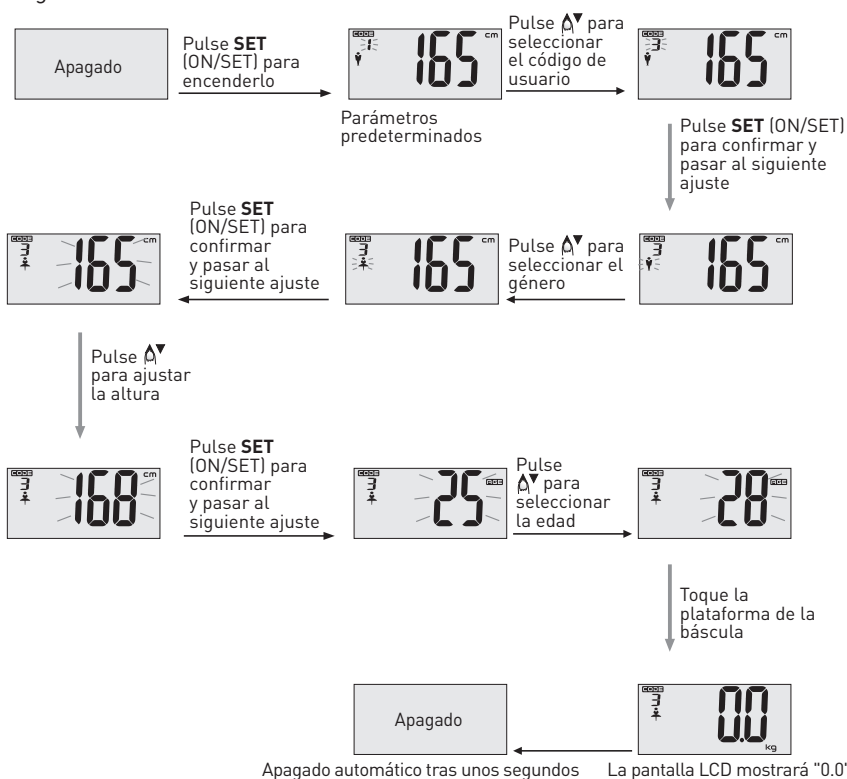 Apagado
Pulse SET
(ON/SET) para
encenderlo
CODE
1
165
cm
Parámetros
predeterminados
Pulse ▼ para
seleccionar
el código de
usuario
CODE
3
165
cm
Pulse SET (ON/SET)
para confirmar y
pasar al siguiente
ajuste
CODE
3
165
cm
Pulse ▼ para
seleccionar el
género
CODE
3
165
cm
Pulse SET
(ON/SET) para
confirmar
y pasar al
siguiente ajuste
CODE
3
165
cm
Pulse ▼
para ajustar
la altura
CODE
3
168
cm
Pulse SET
(ON/SET) para
confirmar
y pasar al
siguiente ajuste
CODE
3
25
AGE
Pulse
▼ para
seleccionar
la edad
CODE
3
28
AGE
Toque la
plataforma de la
báscula
CODE
3
0.0
kg
La pantalla LCD mostrará "0.0"
Apagado
Apagado automático tras unos segundos